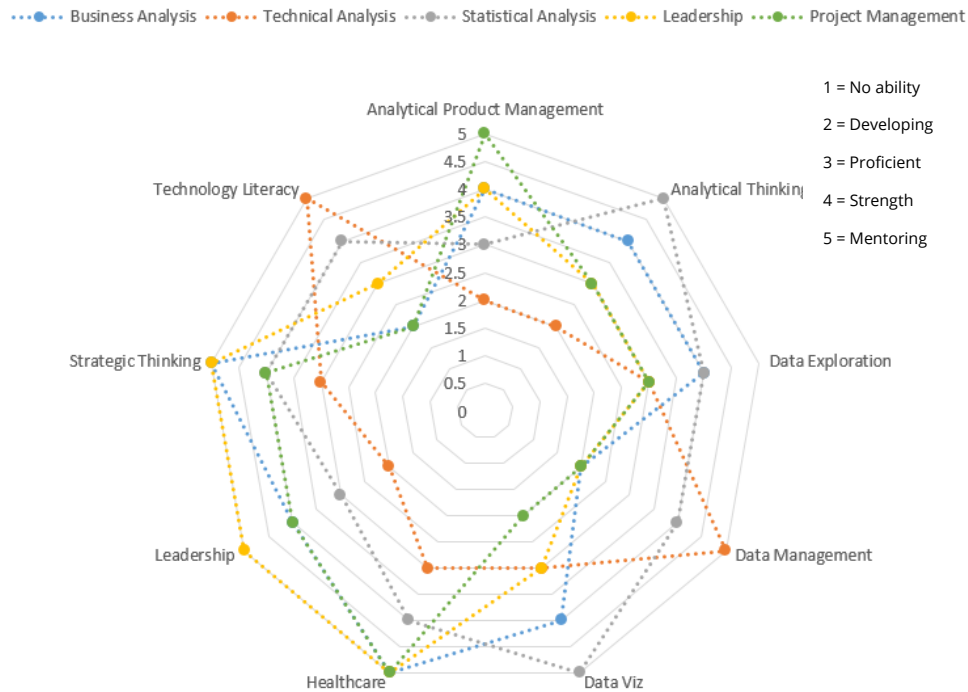 Business Analysis Technical Analysis Statistical Analysis Leadership Project Management
1 = No ability
2 = Developing
3 = Proficient
4 = Strength
5 = Mentoring
Analytical Product Management
5
4.5
4
3.5
3
2.5
2
1.5
1
0.5
0
Technology Literacy
Analytical Thinking
Strategic Thinking
Data Exploration
Leadership
Data Management
Healthcare
Data Viz